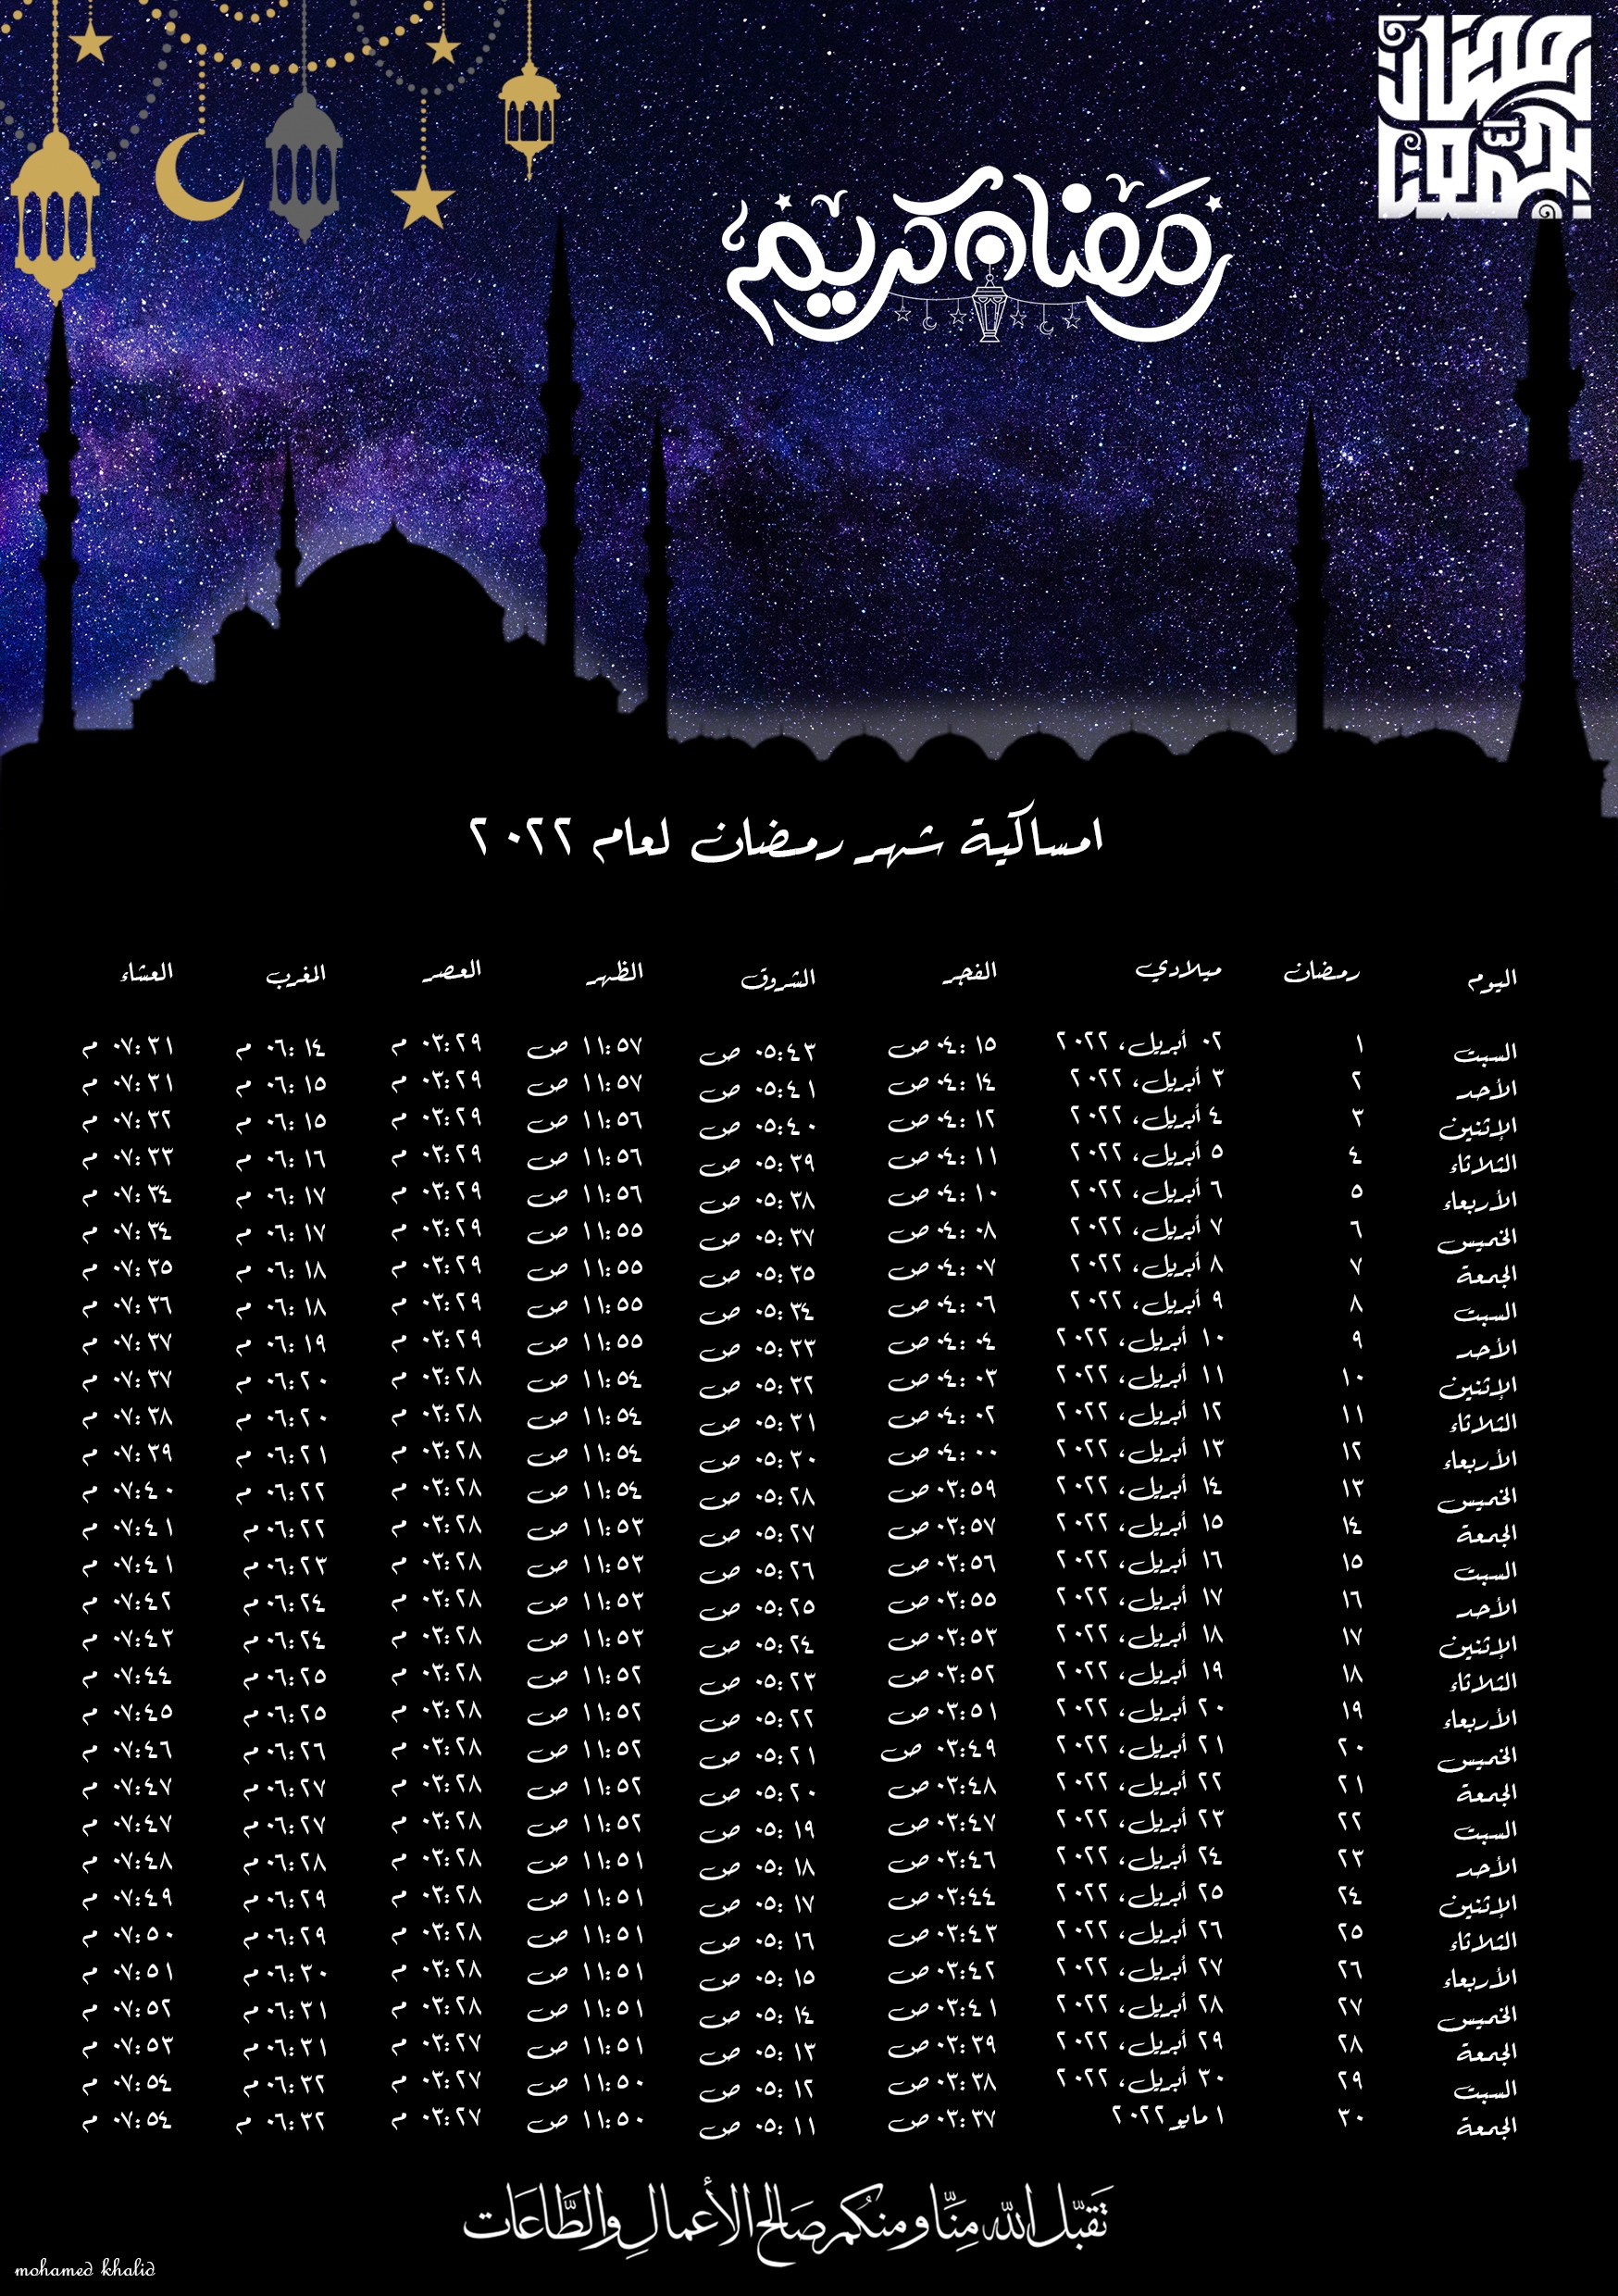 رمضان يجمعنا
رمضان كريم
امساكية شهر رمضان لعام ٢٠٢٢
اليوم رمضان ميلادي الفجر الشروق الظهر العصر المغرب العشاء
السبت ١ ٠٢ أبريل، ٢٠٢٢ ٠٤:١٥ ص ٠٥:٤٣ ص ١١:٥٧ ص ٠٣:٢٩ م ٠٦:١٤ م ٠٧:٣١ م
الأحد ٢ ٣ أبريل، ٢٠٢٢ ٠٤:١٤ ص ٠٥:٤١ ص ١١:٥٧ ص ٠٣:٢٩ م ٠٦:١٥ م ٠٧:٣١ م
الإثنين ٣ ٤ أبريل، ٢٠٢٢ ٠٤:١٢ ص ٠٥:٤٠ ص ١١:٥٦ ص ٠٣:٢٩ م ٠٦:١٥ م ٠٧:٣٢ م
الثلاثاء ٤ ٥ أبريل، ٢٠٢٢ ٠٤:١١ ص ٠٥:٣٩ ص ١١:٥٦ ص ٠٣:٢٩ م ٠٦:١٦ م ٠٧:٣٣ م
الأربعاء ٥ ٦ أبريل، ٢٠٢٢ ٠٤:١٠ ص ٠٥:٣٨ ص ١١:٥٦ ص ٠٣:٢٩ م ٠٦:١٧ م ٠٧:٣٤ م
الخميس ٦ ٧ أبريل، ٢٠٢٢ ٠٤:٠٨ ص ٠٥:٣٧ ص ١١:٥٥ ص ٠٣:٢٩ م ٠٦:١٧ م ٠٧:٣٤ م
الجمعة ٧ ٨ أبريل، ٢٠٢٢ ٠٤:٠٧ ص ٠٥:٣٥ ص ١١:٥٥ ص ٠٣:٢٩ م ٠٦:١٨ م ٠٧:٣٥ م
السبت ٨ ٩ أبريل، ٢٠٢٢ ٠٤:٠٦ ص ٠٥:٣٤ ص ١١:٥٥ ص ٠٣:٢٩ م ٠٦:١٨ م ٠٧:٣٦ م
الأحد ٩ ١٠ أبريل، ٢٠٢٢ ٠٤:٠٤ ص ٠٥:٣٣ ص ١١:٥٥ ص ٠٣:٢٩ م ٠٦:١٩ م ٠٧:٣٧ م
الإثنين ١٠ ١١ أبريل، ٢٠٢٢ ٠٤:٠٣ ص ٠٥:٣٢ ص ١١:٥٤ ص ٠٣:٢٨ م ٠٦:٢٠ م ٠٧:٣٧ م
الثلاثاء ١١ ١٢ أبريل، ٢٠٢٢ ٠٤:٠٢ ص ٠٥:٣١ ص ١١:٥٤ ص ٠٣:٢٨ م ٠٦:٢٠ م ٠٧:٣٨ م
الأربعاء ١٢ ١٣ أبريل، ٢٠٢٢ ٠٤:٠٠ ص ٠٥:٣٠ ص ١١:٥٤ ص ٠٣:٢٨ م ٠٦:٢١ م ٠٧:٣٩ م
الخميس ١٣ ١٤ أبريل، ٢٠٢٢ ٠٣:٥٩ ص ٠٥:٢٨ ص ١١:٥٤ ص ٠٣:٢٨ م ٠٦:٢٢ م ٠٧:٤٠ م
الجمعة ١٤ ١٥ أبريل، ٢٠٢٢ ٠٣:٥٧ ص ٠٥:٢٧ ص ١١:٥٣ ص ٠٣:٢٨ م ٠٦:٢٢ م ٠٧:٤١ م
السبت ١٥ ١٦ أبريل، ٢٠٢٢ ٠٣:٥٦ ص ٠٥:٢٦ ص ١١:٥٣ ص ٠٣:٢٨ م ٠٦:٢٣ م ٠٧:٤١ م
الأحد ١٦ ١٧ أبريل، ٢٠٢٢ ٠٣:٥٥ ص ٠٥:٢٥ ص ١١:٥٣ ص ٠٣:٢٨ م ٠٦:٢٤ م ٠٧:٤٢ م
الإثنين ١٧ ١٨ أبريل، ٢٠٢٢ ٠٣:٥٣ ص ٠٥:٢٤ ص ١١:٥٣ ص ٠٣:٢٨ م ٠٦:٢٤ م ٠٧:٤٣ م
الثلاثاء ١٨ ١٩ أبريل، ٢٠٢٢ ٠٣:٥٢ ص ٠٥:٢٣ ص ١١:٥٢ ص ٠٣:٢٨ م ٠٦:٢٥ م ٠٧:٤٤ م
الأربعاء ١٩ ٢٠ أبريل، ٢٠٢٢ ٠٣:٥١ ص ٠٥:٢٢ ص ١١:٥٢ ص ٠٣:٢٨ م ٠٦:٢٥ م ٠٧:٤٥ م
الخميس ٢٠ ٢١ أبريل، ٢٠٢٢ ٠٣:٤٩ ص ٠٥:٢١ ص ١١:٥٢ ص ٠٣:٢٨ م ٠٦:٢٦ م ٠٧:٤٦ م
الجمعة ٢١ ٢٢ أبريل، ٢٠٢٢ ٠٣:٤٨ ص ٠٥:٢٠ ص ١١:٥٢ ص ٠٣:٢٨ م ٠٦:٢٧ م ٠٧:٤٧ م
السبت ٢٢ ٢٣ أبريل، ٢٠٢٢ ٠٣:٤٧ ص ٠٥:١٩ ص ١١:٥٢ ص ٠٣:٢٨ م ٠٦:٢٧ م ٠٧:٤٧ م
الأحد ٢٣ ٢٤ أبريل، ٢٠٢٢ ٠٣:٤٦ ص ٠٥:١٨ ص ١١:٥١ ص ٠٣:٢٨ م ٠٦:٢٨ م ٠٧:٤٨ م
الإثنين ٢٤ ٢٥ أبريل، ٢٠٢٢ ٠٣:٤٤ ص ٠٥:١٧ ص ١١:٥١ ص ٠٣:٢٨ م ٠٦:٢٩ م ٠٧:٤٩ م
الثلاثاء ٢٥ ٢٦ أبريل، ٢٠٢٢ ٠٣:٤٣ ص ٠٥:١٦ ص ١١:٥١ ص ٠٣:٢٨ م ٠٦:٢٩ م ٠٧:٥٠ م
الأربعاء ٢٦ ٢٧ أبريل، ٢٠٢٢ ٠٣:٤٢ ص ٠٥:١٥ ص ١١:٥١ ص ٠٣:٢٨ م ٠٦:٣٠ م ٠٧:٥١ م
الخميس ٢٧ ٢٨ أبريل، ٢٠٢٢ ٠٣:٤١ ص ٠٥:١٤ ص ١١:٥١ ص ٠٣:٢٨ م ٠٦:٣١ م ٠٧:٥٢ م
الجمعة ٢٨ ٢٩ أبريل، ٢٠٢٢ ٠٣:٣٩ ص ٠٥:١٣ ص ١١:٥١ ص ٠٣:٢٧ م ٠٦:٣١ م ٠٧:٥٣ م
السبت ٢٩ ٣٠ أبريل، ٢٠٢٢ ٠٣:٣٨ ص ٠٥:١٢ ص ١١:٥٠ ص ٠٣:٢٧ م ٠٦:٣٢ م ٠٧:٥٤ م
الجمعة ٣٠ ١ مايو ٢٠٢٢ ٠٣:٣٧ ص ٠٥:١١ ص ١١:٥٠ ص ٠٣:٢٧ م ٠٦:٣٢ م ٠٧:٥٤ م
تَقَبَّل الله مِنَّا ومنكُم صَالح الأعمالِ والطَّاعَات
mohamed khalid